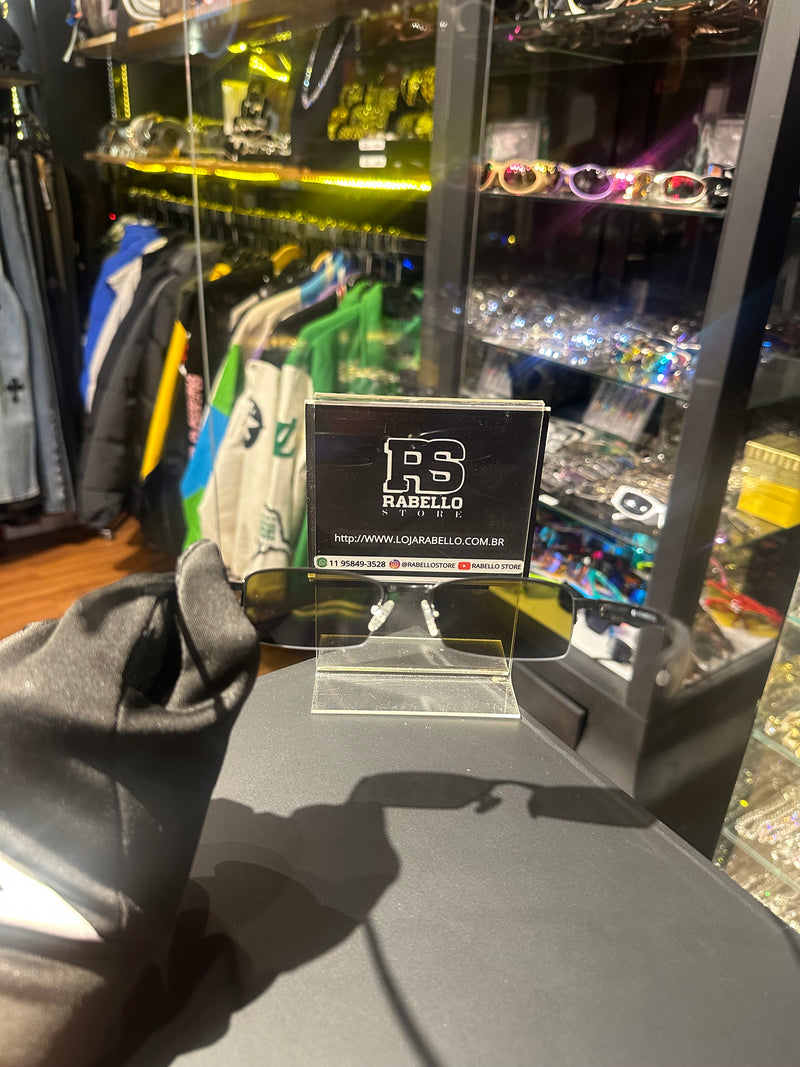 RS
RABELLO
STORE
http://WWW.LOJARABELLO.COM.BR
11 95849-3528 @RABELLOSTORE RABELLO STORE